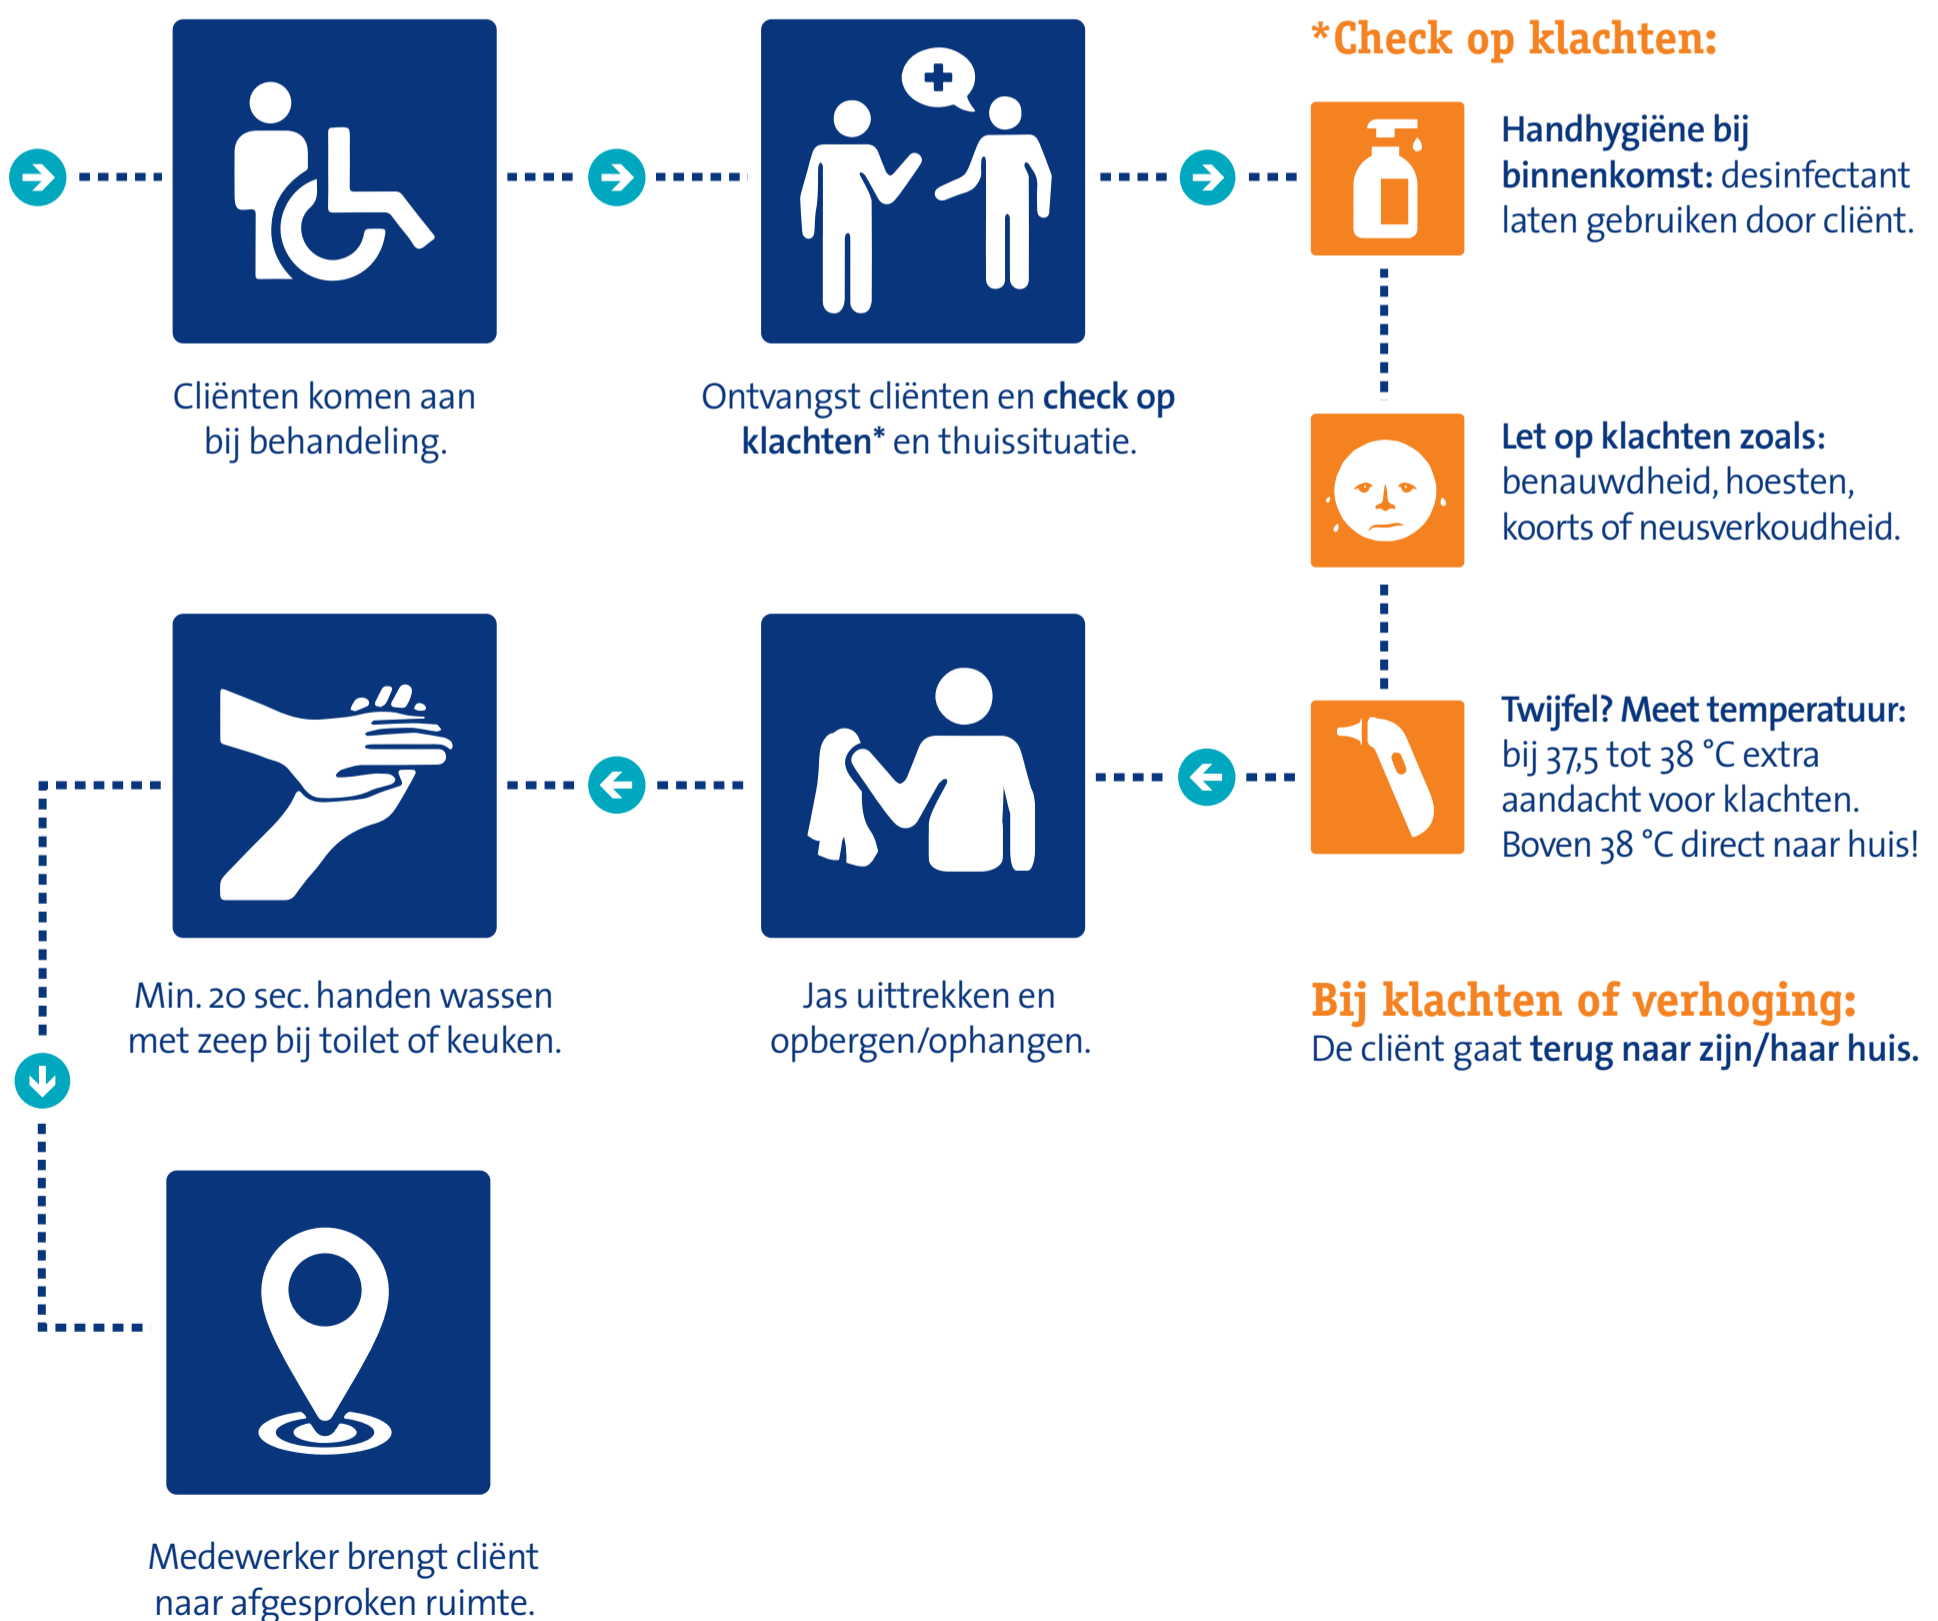 Cliënten komen aan
bij behandeling.
Ontvangst cliënten en check op
klachten* en thuissituatie.
*Check op klachten:
Handhygiëne bij
binnenkomst: desinfectant
laten gebruiken door cliënt.
Let op klachten zoals:
benauwdheid, hoesten,
koorts of neusverkoudheid.
Twijfel? Meet temperatuur:
bij 37,5 tot 38 °C extra
aandacht voor klachten.
Boven 38 °C direct naar huis!
Bij klachten of verhoging:
De cliënt gaat terug naar zijn/haar huis.
Jas uittrekken en
opbergen/ophangen.
Min. 20 sec. handen wassen
met zeep bij toilet of keuken.
Medewerker brengt cliënt
naar afgesproken ruimte.